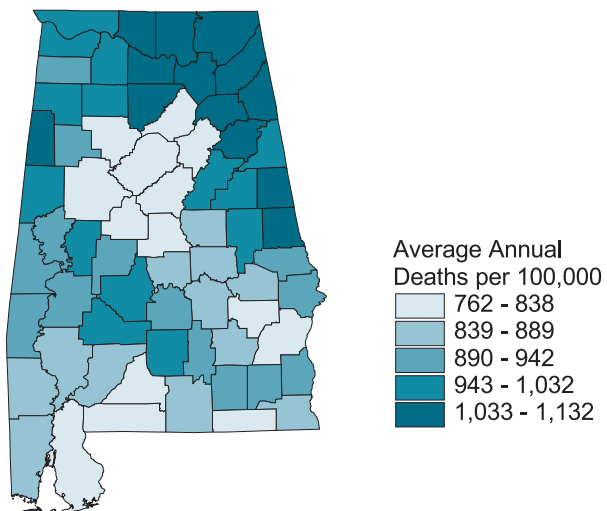 Average Annual
Deaths per 100,000
762 - 838
839 - 889
890 - 942
943 - 1,032
1,033 - 1,132